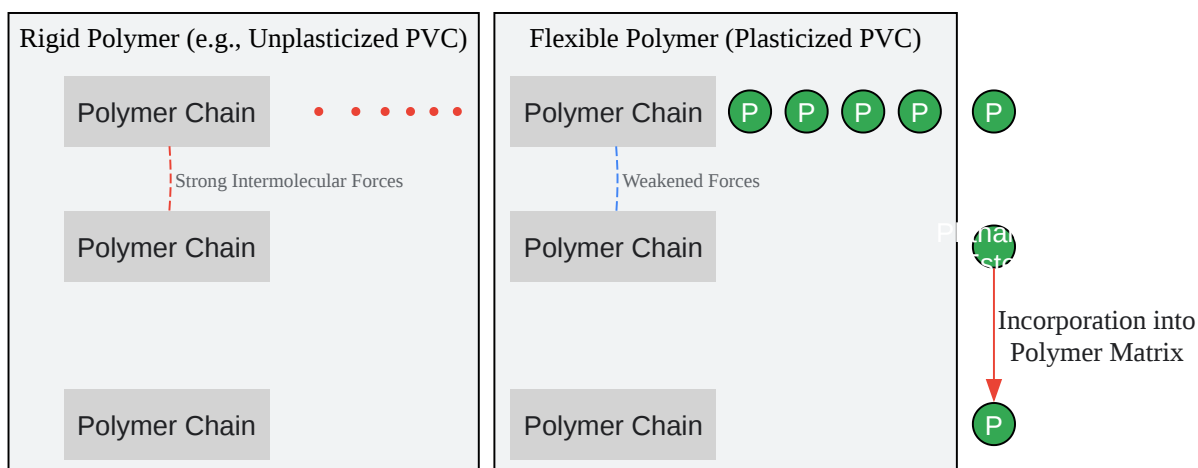 Rigid Polymer (e.g., Unplasticized PVC)
Polymer Chain
Strong Intermolecular Forces
Polymer Chain
Polymer Chain
Flexible Polymer (Plasticized PVC)
Polymer Chain
P P P P P
Weakened Forces
Polymer Chain
Incorporation into
Polymer Matrix
Polymer Chain
P